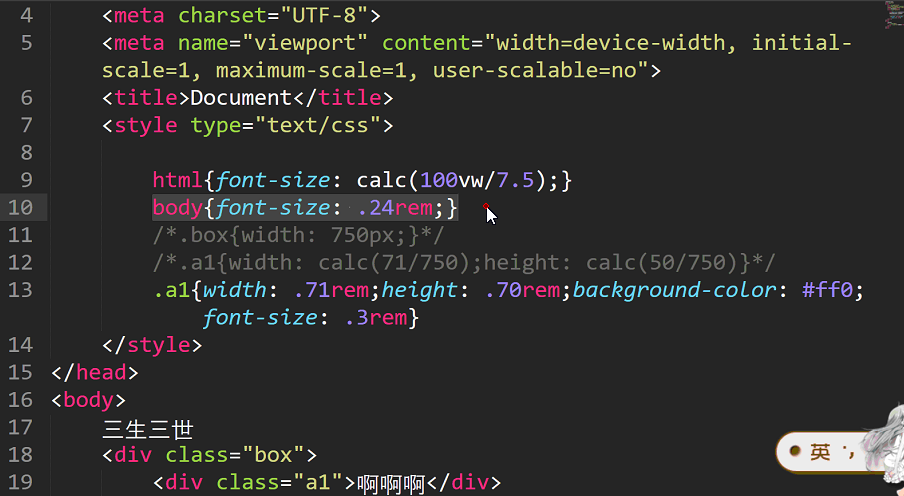 4 <meta charset="UTF-8">
5 <meta name="viewport" content="width=device-width, initial-
scale=1, maximum-scale=1, user-scalable=no">
6 <title>Document</title>
7 <style type="text/css">
8
9 html{font-size: calc(100vw/7.5);}
10 body{font-size: .24rem;}
11 /*.box{width: 750px;}*/
12 /*.a1{width: calc(71/750);height: calc(50/750)}*/
13 .a1{width: .71rem;height: .70rem;background-color: #ff0;
font-size: .3rem}
14 </style>
15 </head>
16 <body>
17 三生三世
18 <div class="box">
19 <div class="a1">啊啊啊</div>
英 ·,